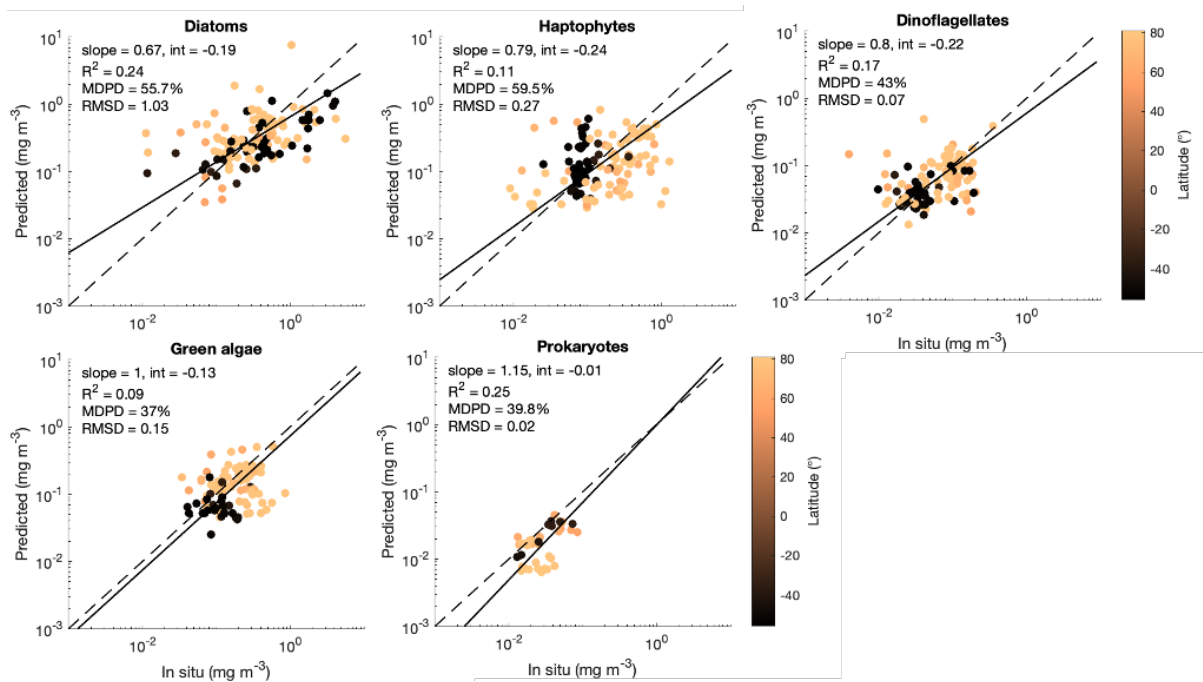 Diatoms
slope = 0.67, int = -0.19
R² = 0.24
MDPD = 55.7%
RMSD = 1.03
10¹
10⁰
10⁻¹
10⁻²
10⁻³
Predicted (mg m⁻³)
10⁻²
10⁰
Haptophytes
slope = 0.79, int = -0.24
R² = 0.11
MDPD = 59.5%
RMSD = 0.27
10¹
10⁰
10⁻¹
10⁻²
10⁻³
Predicted (mg m⁻³)
10⁻²
10⁰
Dinoflagellates
slope = 0.8, int = -0.22
R² = 0.17
MDPD = 43%
RMSD = 0.07
10¹
10⁰
10⁻¹
10⁻²
10⁻³
Predicted (mg m⁻³)
10⁻²
10⁰
In situ (mg m⁻³)
80
60
40
20
0
-20
-40
Latitude (°)
Green algae
slope = 1, int = -0.13
R² = 0.09
MDPD = 37%
RMSD = 0.15
10¹
10⁰
10⁻¹
10⁻²
10⁻³
Predicted (mg m⁻³)
10⁻²
10⁰
In situ (mg m⁻³)
Prokaryotes
slope = 1.15, int = -0.01
R² = 0.25
MDPD = 39.8%
RMSD = 0.02
10¹
10⁰
10⁻¹
10⁻²
10⁻³
Predicted (mg m⁻³)
10⁻²
10⁰
In situ (mg m⁻³)
80
60
40
20
0
-20
-40
Latitude (°)